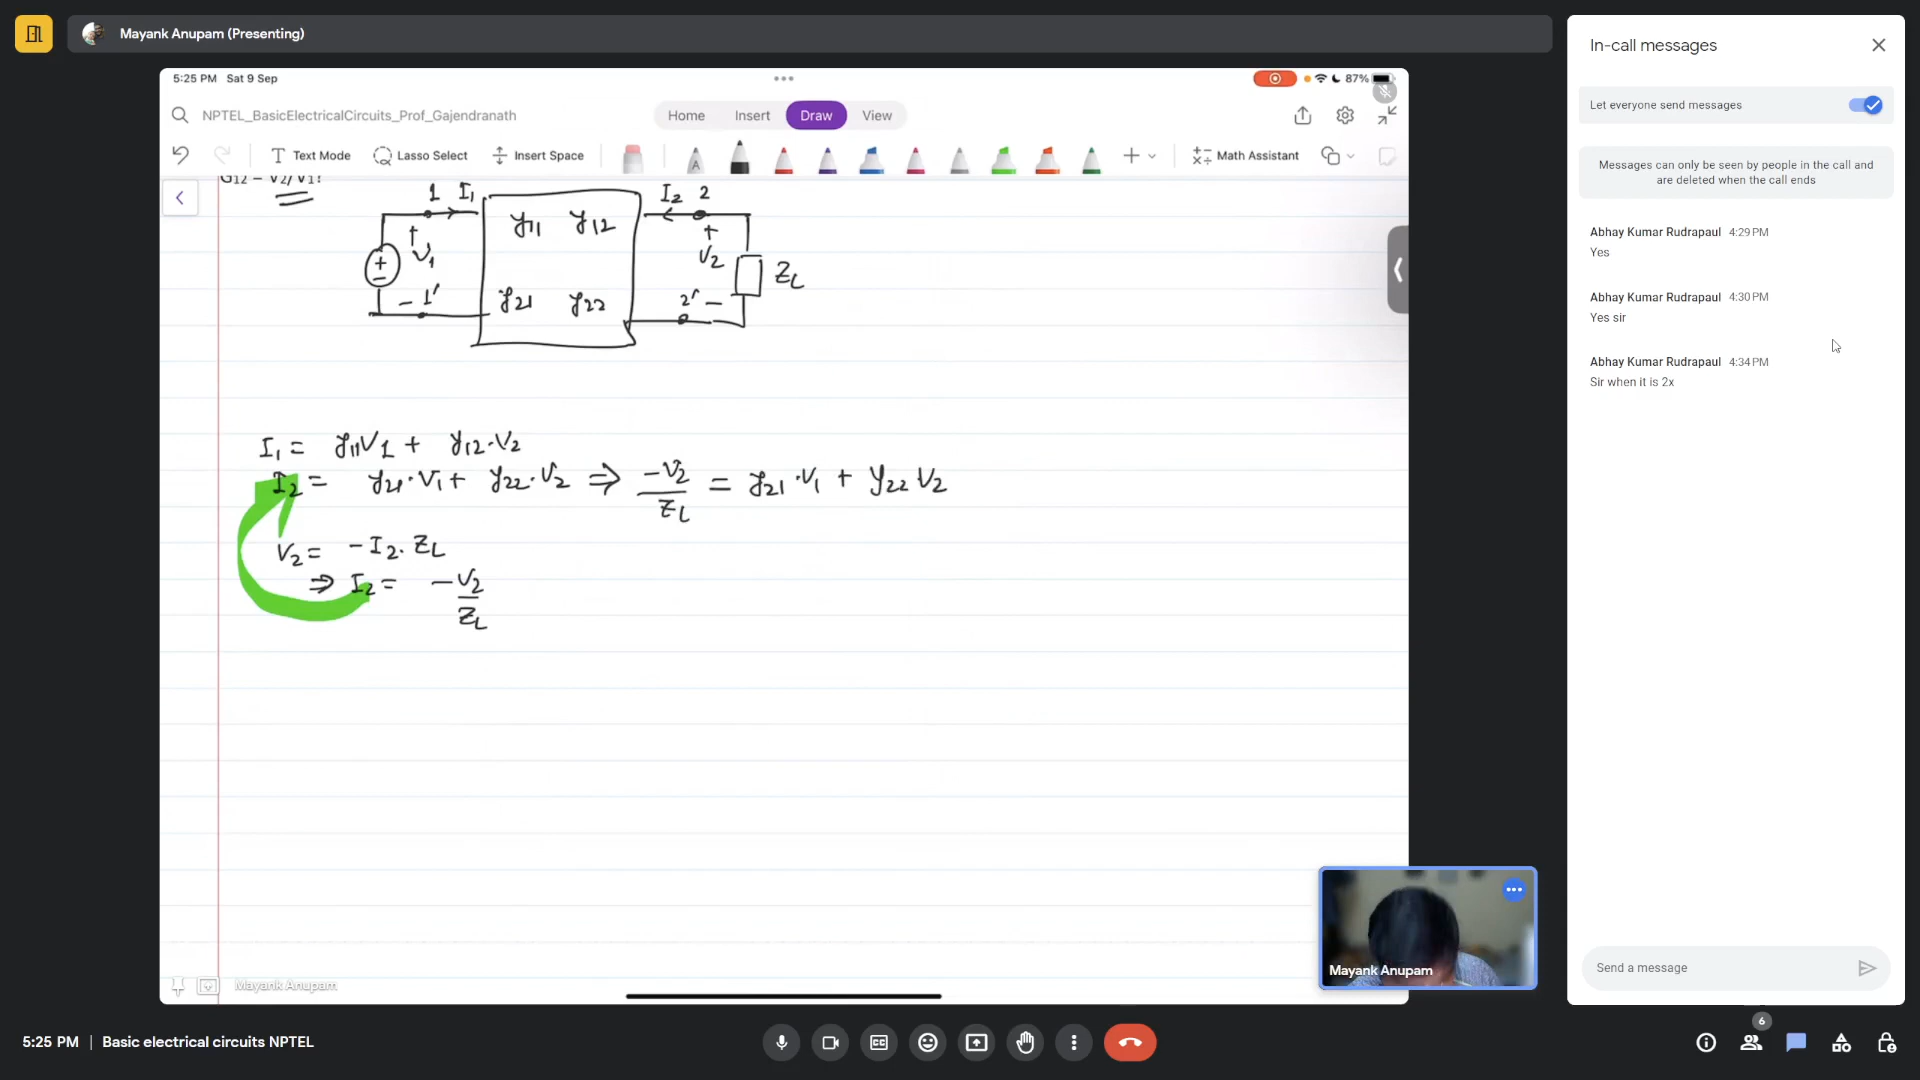 Mayank Anupam (Presenting)
In-call messages
5:25 PM Sat 9 Sep
87%
NPTEL_BasicElectricalCircuits_Prof_Gajendranath
Home Insert Draw View
Let everyone send messages
Text Mode Lasso Select Insert Space A Math Assistant
Messages can only be seen by people in the call and
are deleted when the call ends
G12 = V2/V1?
1 I₁ I₂ 2
y₁₁ y₁₂
+ V₁ + V₂
+ − Z_L
− 1' 2' −
y₂₁ y₂₂
Abhay Kumar Rudrapaul 4:29 PM
Yes
Abhay Kumar Rudrapaul 4:30 PM
Yes sir
Abhay Kumar Rudrapaul 4:34 PM
Sir when it is 2x
I₁ = y₁₁V₁ + y₁₂·V₂
I₂ = y₂₁·V₁ + y₂₂·V₂ ⇒ −V₂/Z_L = y₂₁·V₁ + y₂₂V₂
V₂ = −I₂·Z_L
⇒ I₂ = −V₂/Z_L
Mayank Anupam
Mayank Anupam
Send a message
5:25 PM | Basic electrical circuits NPTEL
6